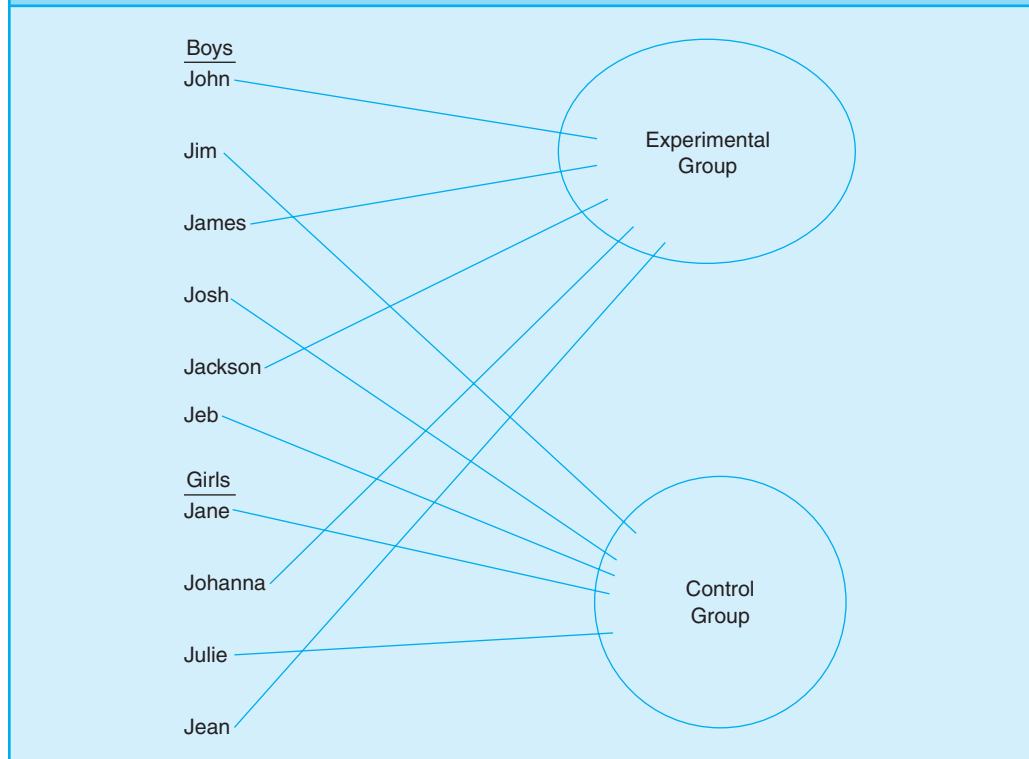 Boys
John
Jim
James
Josh
Jackson
Jeb
Girls
Jane
Johanna
Julie
Jean
Experimental
Group
Control
Group